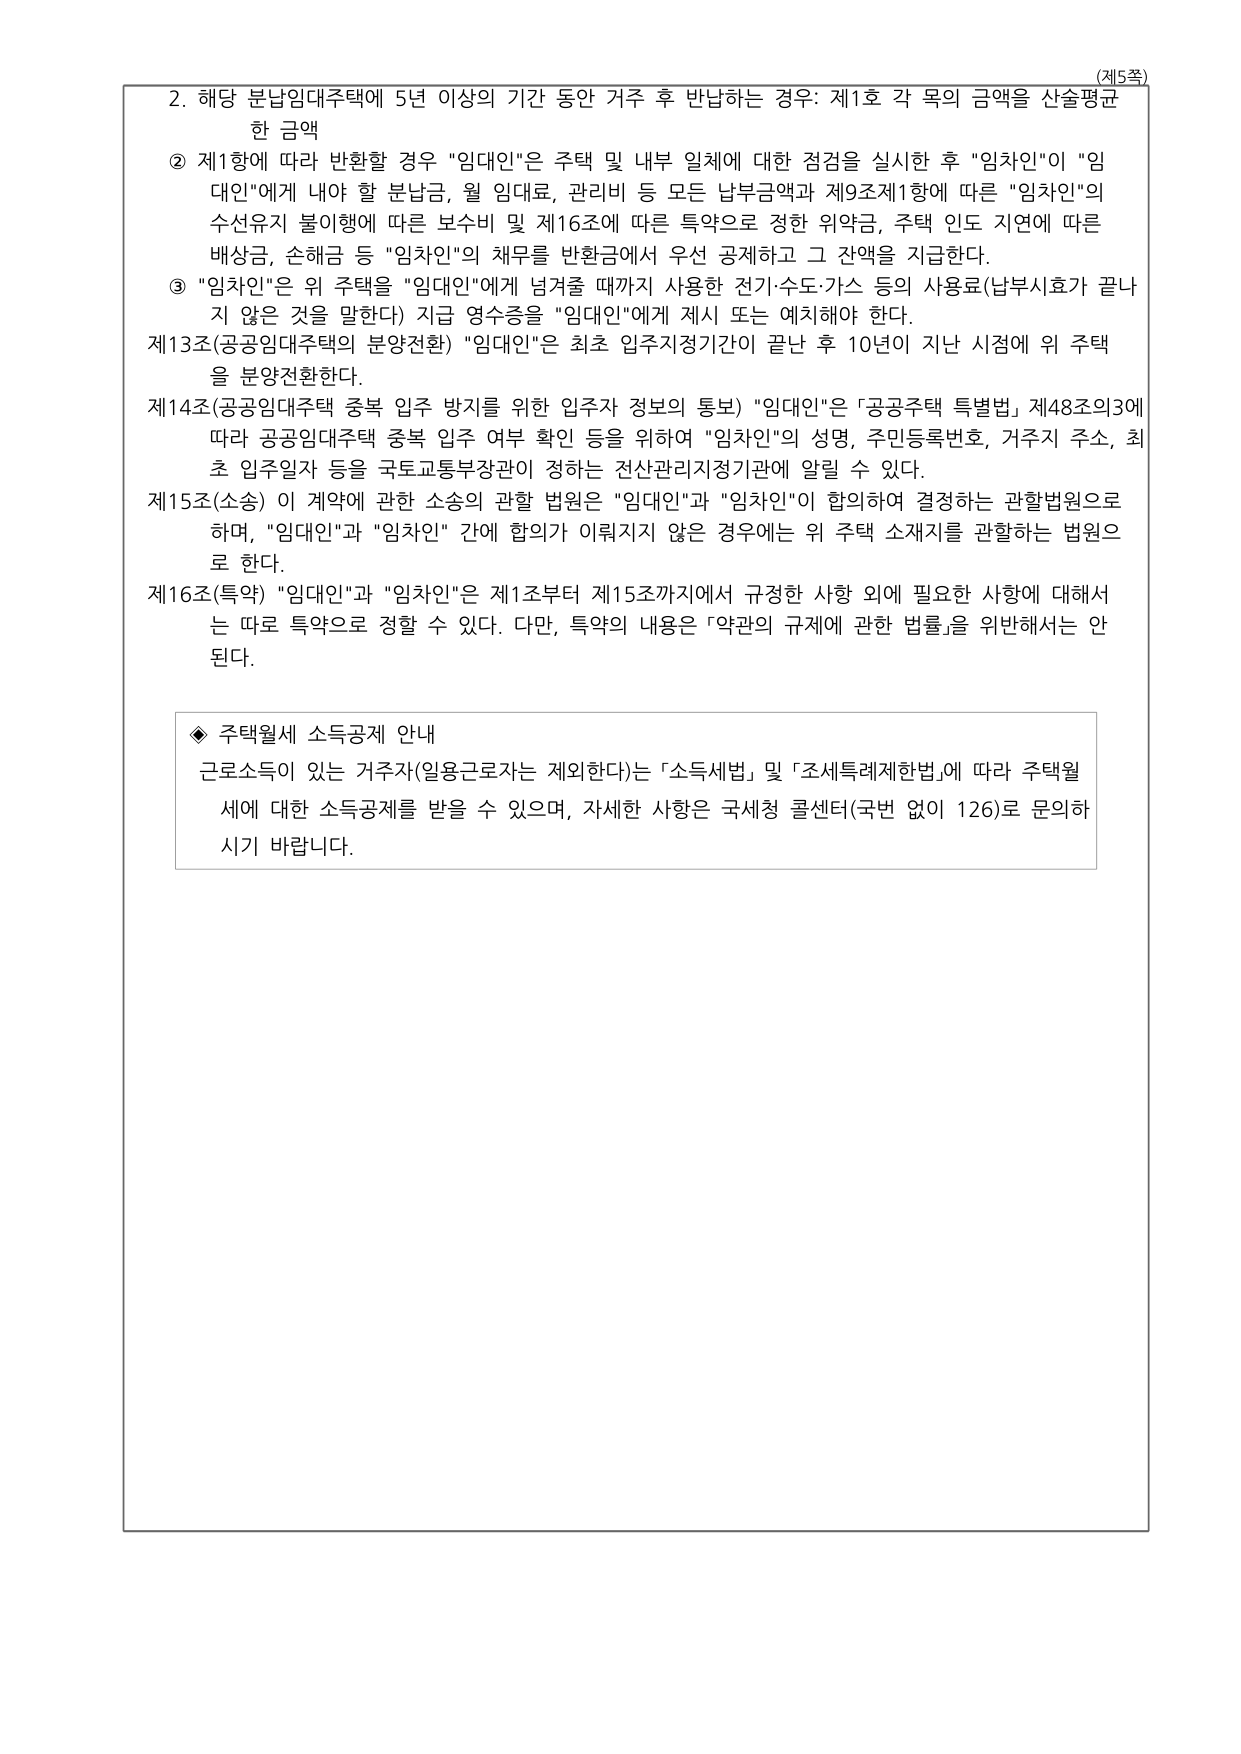 (제5쪽)
2. 해당 분납임대주택에 5년 이상의 기간 동안 거주 후 반납하는 경우: 제1호 각 목의 금액을 산술평균
한 금액
② 제1항에 따라 반환할 경우 "임대인"은 주택 및 내부 일체에 대한 점검을 실시한 후 "임차인"이 "임
대인"에게 내야 할 분납금, 월 임대료, 관리비 등 모든 납부금액과 제9조제1항에 따른 "임차인"의
수선유지 불이행에 따른 보수비 및 제16조에 따른 특약으로 정한 위약금, 주택 인도 지연에 따른
배상금, 손해금 등 "임차인"의 채무를 반환금에서 우선 공제하고 그 잔액을 지급한다.
③ "임차인"은 위 주택을 "임대인"에게 넘겨줄 때까지 사용한 전기·수도·가스 등의 사용료(납부시효가 끝나
지 않은 것을 말한다) 지급 영수증을 "임대인"에게 제시 또는 예치해야 한다.
제13조(공공임대주택의 분양전환) "임대인"은 최초 입주지정기간이 끝난 후 10년이 지난 시점에 위 주택
을 분양전환한다.
제14조(공공임대주택 중복 입주 방지를 위한 입주자 정보의 통보) "임대인"은 「공공주택 특별법」 제48조의3에
따라 공공임대주택 중복 입주 여부 확인 등을 위하여 "임차인"의 성명, 주민등록번호, 거주지 주소, 최
초 입주일자 등을 국토교통부장관이 정하는 전산관리지정기관에 알릴 수 있다.
제15조(소송) 이 계약에 관한 소송의 관할 법원은 "임대인"과 "임차인"이 합의하여 결정하는 관할법원으로
하며, "임대인"과 "임차인" 간에 합의가 이뤄지지 않은 경우에는 위 주택 소재지를 관할하는 법원으
로 한다.
제16조(특약) "임대인"과 "임차인"은 제1조부터 제15조까지에서 규정한 사항 외에 필요한 사항에 대해서
는 따로 특약으로 정할 수 있다. 다만, 특약의 내용은 「약관의 규제에 관한 법률」을 위반해서는 안
된다.
◈ 주택월세 소득공제 안내
근로소득이 있는 거주자(일용근로자는 제외한다)는 「소득세법」 및 「조세특례제한법」에 따라 주택월
세에 대한 소득공제를 받을 수 있으며, 자세한 사항은 국세청 콜센터(국번 없이 126)로 문의하
시기 바랍니다.